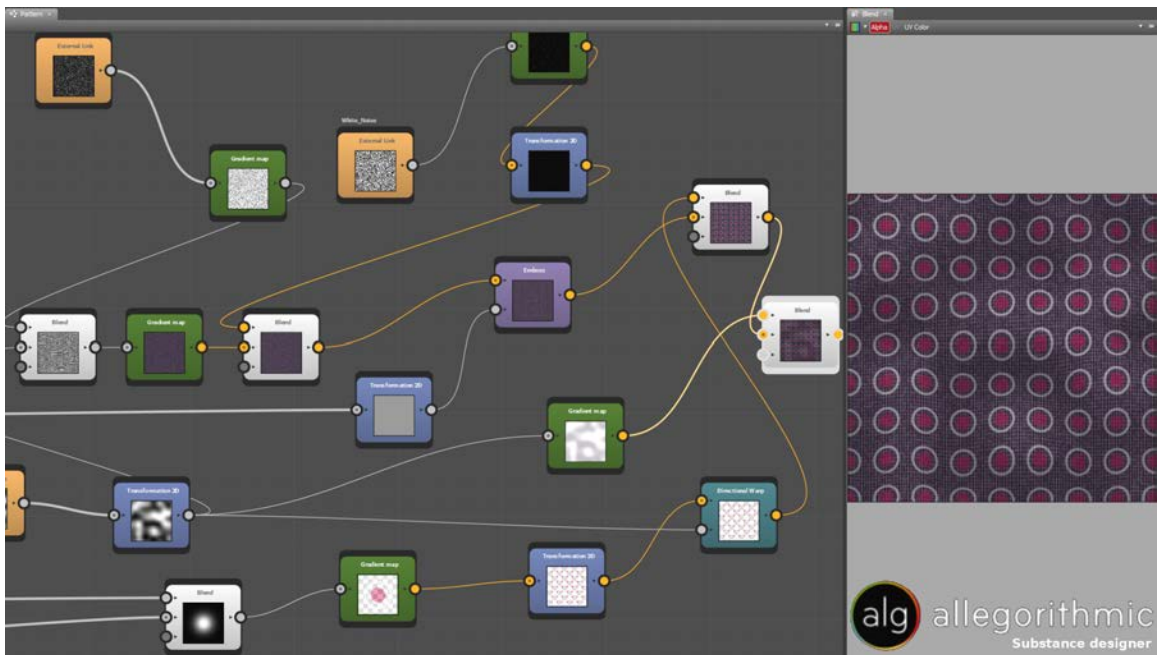 Pattern
External Link
White_Noise
External Link
Transformation 2D
Gradient map
Blend
Emboss
Blend
Gradient map
Blend
Blend
Transformation 2D
Gradient map
Transformation 2D
Directional Warp
Gradient map
Transformation 2D
Blend
Blend
Alpha
UV Color
alg allegorithmic
Substance designer